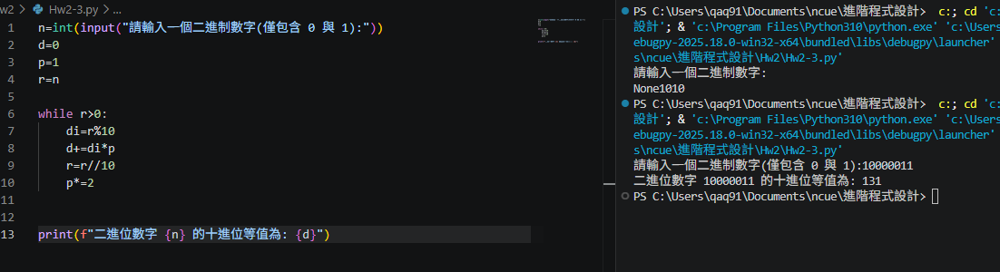 w2 > Hw2-3.py > ...
1 n=int(input("請輸入一個二進制數字(僅包含 0 與 1):"))
2 d=0
3 p=1
4 r=n
5
6 while r>0:
7 di=r%10
8 d+=di*p
9 r=r//10
10 p*=2
11
12
13 print(f"二進位數字 {n} 的十進位等值為: {d}")
PS C:\Users\qaq91\Documents\ncue\進階程式設計> c:; cd 'c:
設計'; & 'c:\Program Files\Python310\python.exe' 'c:\Users
ebugpy-2025.18.0-win32-x64\bundled\libs\debugpy\launcher'
s\ncue\進階程式設計\Hw2\Hw2-3.py'
請輸入一個二進制數字:
None1010
PS C:\Users\qaq91\Documents\ncue\進階程式設計> c:; cd 'c:
設計'; & 'c:\Program Files\Python310\python.exe' 'c:\Users
ebugpy-2025.18.0-win32-x64\bundled\libs\debugpy\launcher'
s\ncue\進階程式設計\Hw2\Hw2-3.py'
請輸入一個二進制數字(僅包含 0 與 1):10000011
二進位數字 10000011 的十進位等值為: 131
PS C:\Users\qaq91\Documents\ncue\進階程式設計>